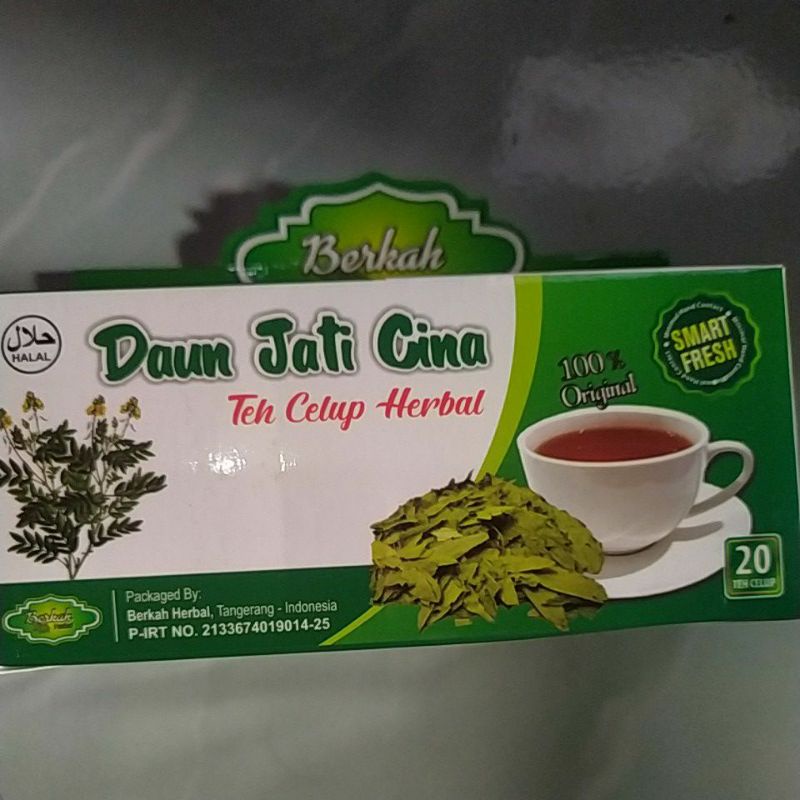 Berkah
حلال
HALAL
Daun Jati Cina
Teh Celup Herbal
100% Original
SMART FRESH
20
TEH CELUP
Berkah
Packaged By:
Berkah Herbal, Tangerang - Indonesia
P-IRT NO. 2133674019014-25